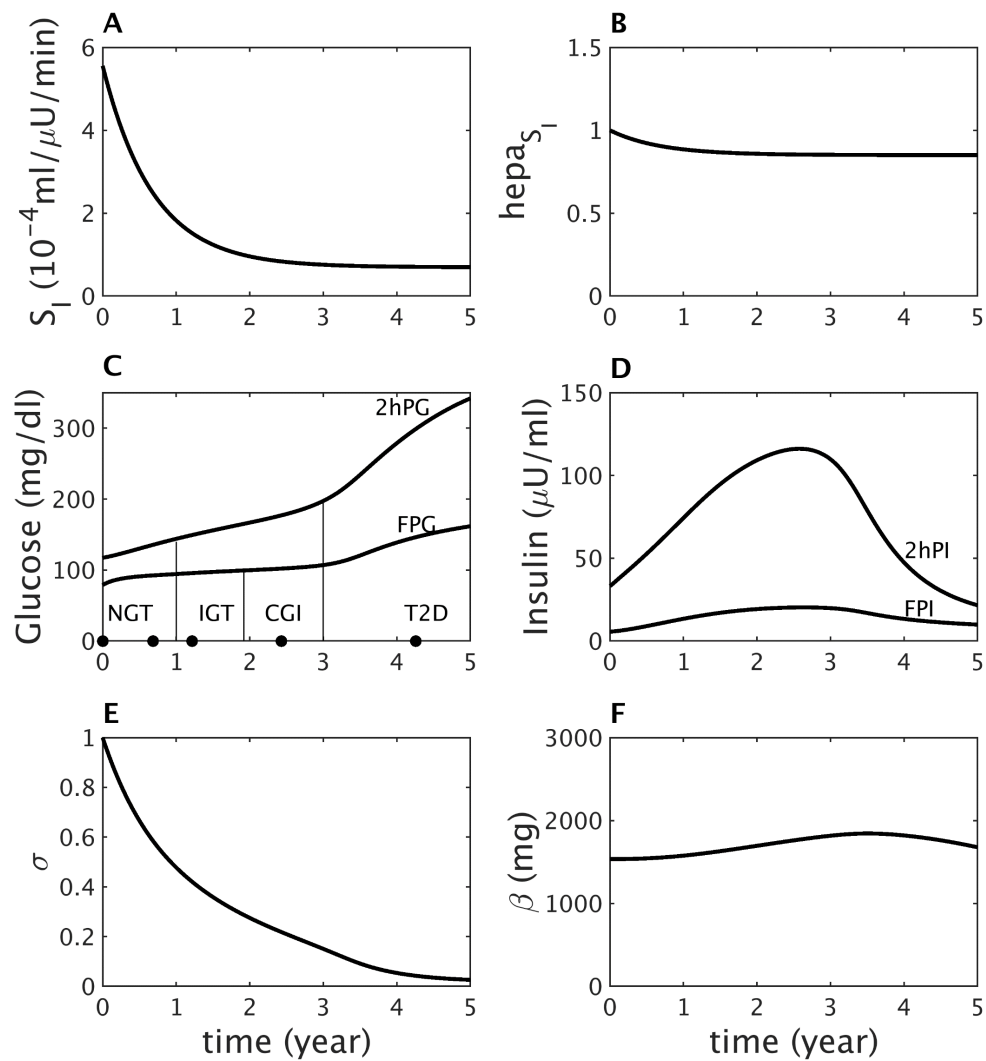 A
S_I (10^−4 ml/μU/min)
6
4
2
0
0 1 2 3 4 5
B
hepa_S_I
1.5
1
0.5
0
0 1 2 3 4 5
C
Glucose (mg/dl)
300
200
100
0
2hPG
FPG
NGT IGT CGI T2D
0 1 2 3 4 5
D
Insulin (μU/ml)
150
100
50
0
2hPI
FPI
0 1 2 3 4 5
E
σ
1
0.8
0.6
0.4
0.2
0
0 1 2 3 4 5
time (year)
F
β (mg)
3000
2000
1000
0
0 1 2 3 4 5
time (year)